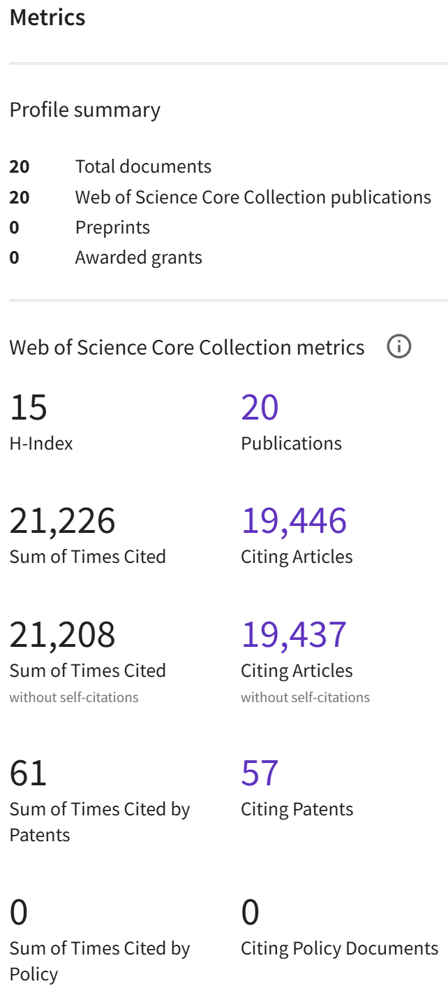 Metrics
Profile summary
20 Total documents
20 Web of Science Core Collection publications
0 Preprints
0 Awarded grants
Web of Science Core Collection metrics
15 20
H-Index Publications
21,226 19,446
Sum of Times Cited Citing Articles
21,208 19,437
Sum of Times Cited Citing Articles
without self-citations without self-citations
61 57
Sum of Times Cited by Citing Patents
Patents
0 0
Sum of Times Cited by Citing Policy Documents
Policy